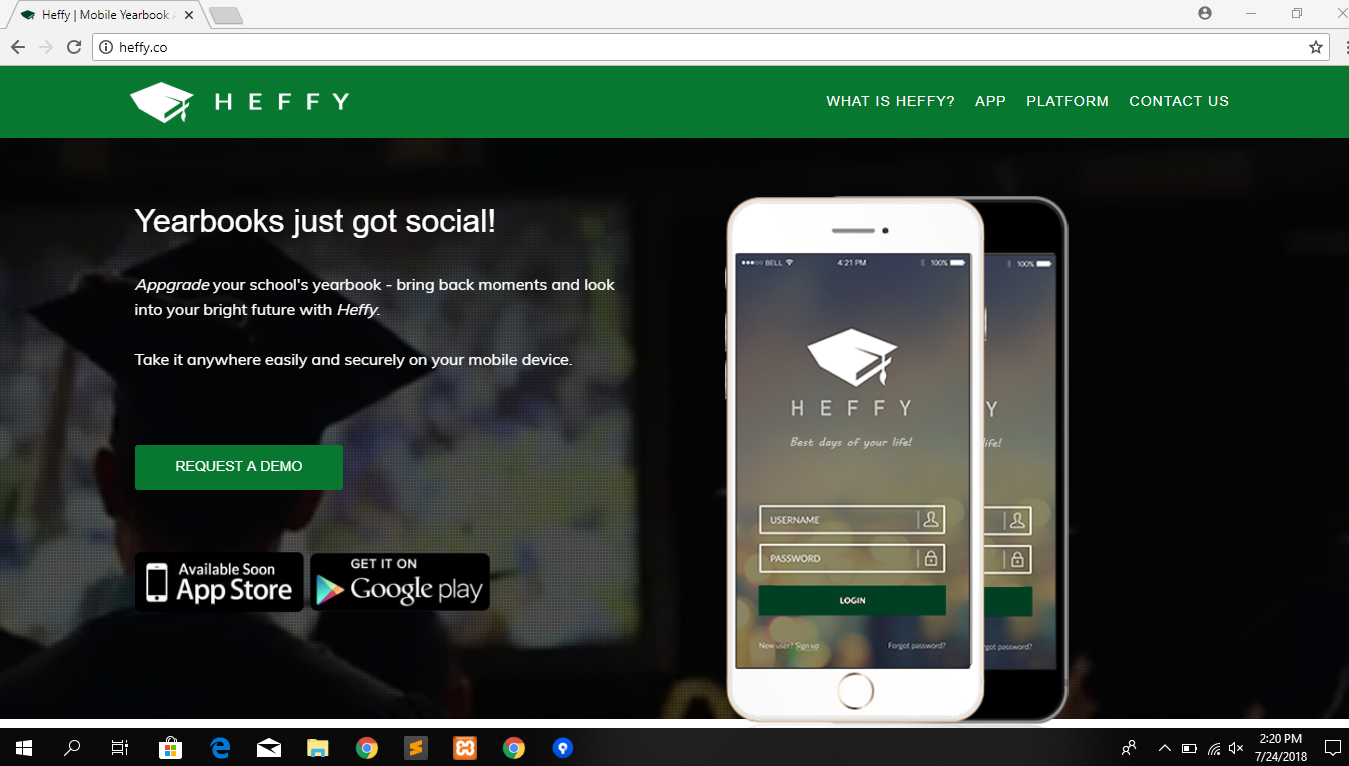 Heffy | Mobile Yearbook
heffy.co
HEFFY
WHAT IS HEFFY?
APP
PLATFORM
CONTACT US
Yearbooks just got social!
Appgrade your school's yearbook - bring back moments and look
into your bright future with Heffy.
Take it anywhere easily and securely on your mobile device.
REQUEST A DEMO
Available Soon
App Store
GET IT ON
Google play
BELL
4:21 PM
100%
100%
HEFFY
Y
Best days of your life!
life!
USERNAME
PASSWORD
LOGIN
New user? Sign up
Forgot password?
got password?
2:20 PM
7/24/2018